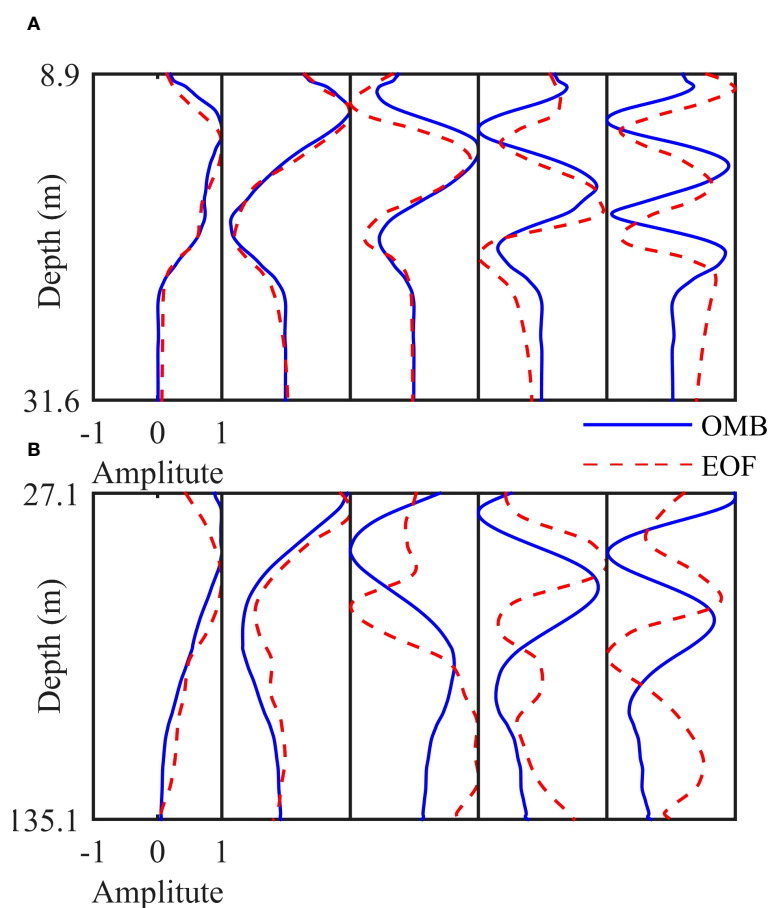 A
8.9
Depth (m)
31.6
-1 0 1
Amplitute
OMB
EOF
B
27.1
Depth (m)
135.1
-1 0 1
Amplitute